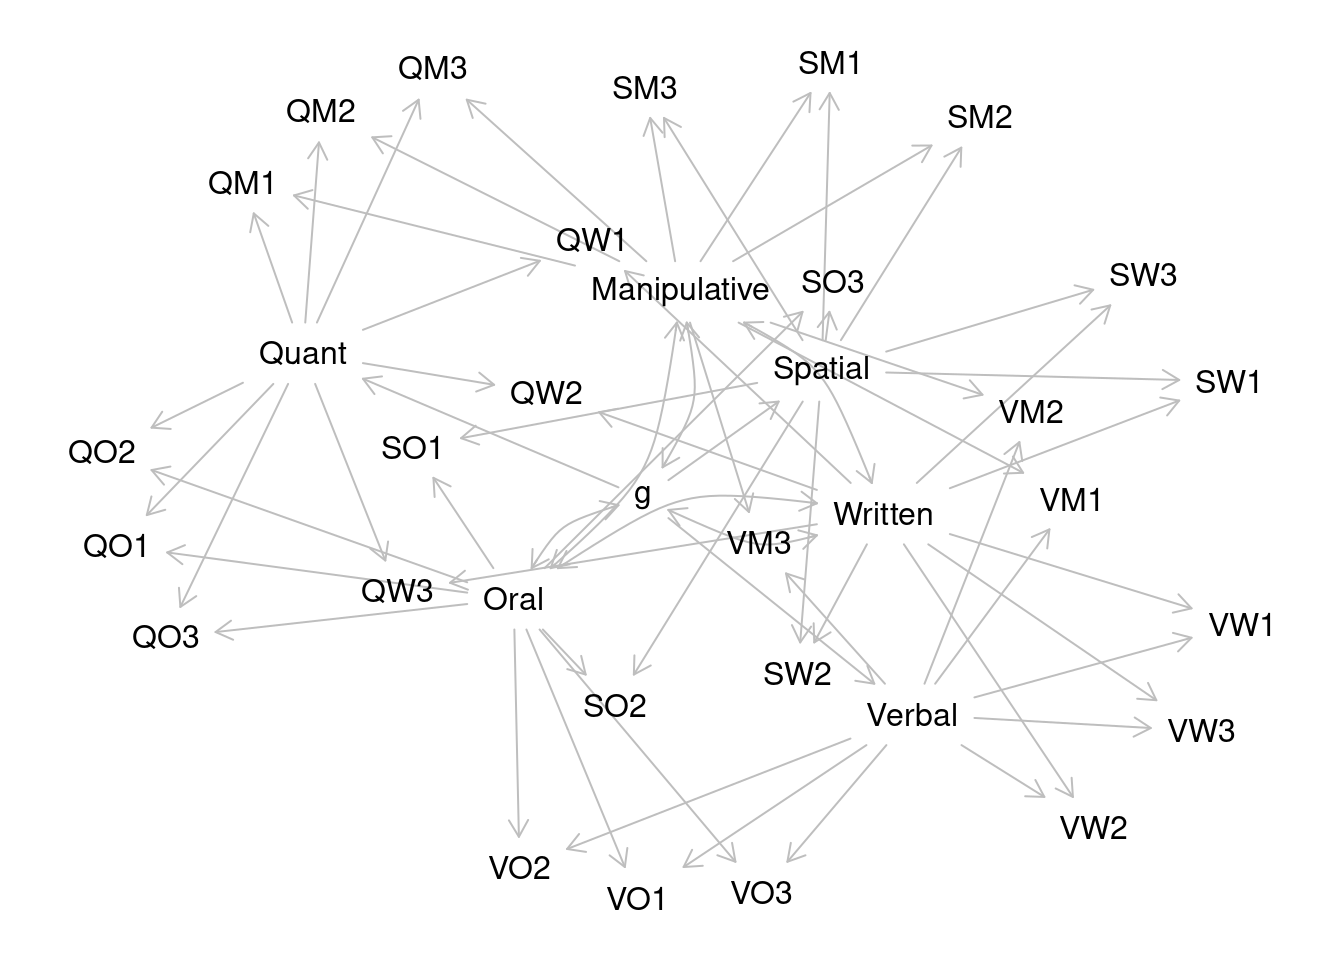 SM1
QM3
SM3
QM2
SM2
QM1
QW1
SW3
SO3
Manipulative
Quant
Spatial
SW1
QW2
VM2
SO1
QO2
g
VM1
Written
VM3
QO1
QW3
Oral
VW1
QO3
SW2
SO2
Verbal
VW3
VW2
VO2
VO3
VO1